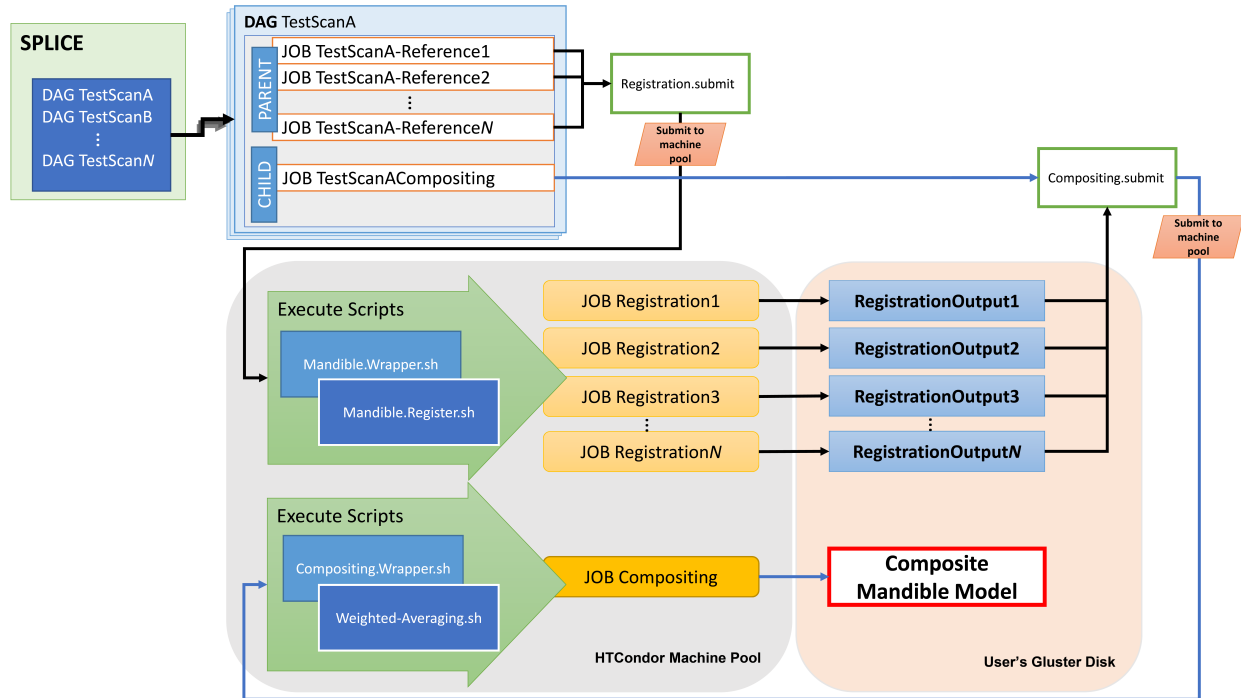 SPLICE
DAG TestScanA
DAG TestScanB
⋮
DAG TestScanN
DAG TestScanA
PARENT
JOB TestScanA-Reference1
JOB TestScanA-Reference2
⋮
JOB TestScanA-ReferenceN
CHILD
JOB TestScanACompositing
Registration.submit
Submit to
machine
pool
Compositing.submit
Submit to
machine
pool
Execute Scripts
Mandible.Wrapper.sh
Mandible.Register.sh
JOB Registration1
JOB Registration2
JOB Registration3
⋮
JOB RegistrationN
RegistrationOutput1
RegistrationOutput2
RegistrationOutput3
⋮
RegistrationOutputN
Execute Scripts
Compositing.Wrapper.sh
Weighted-Averaging.sh
JOB Compositing
Composite
Mandible Model
HTCondor Machine Pool
User's Gluster Disk